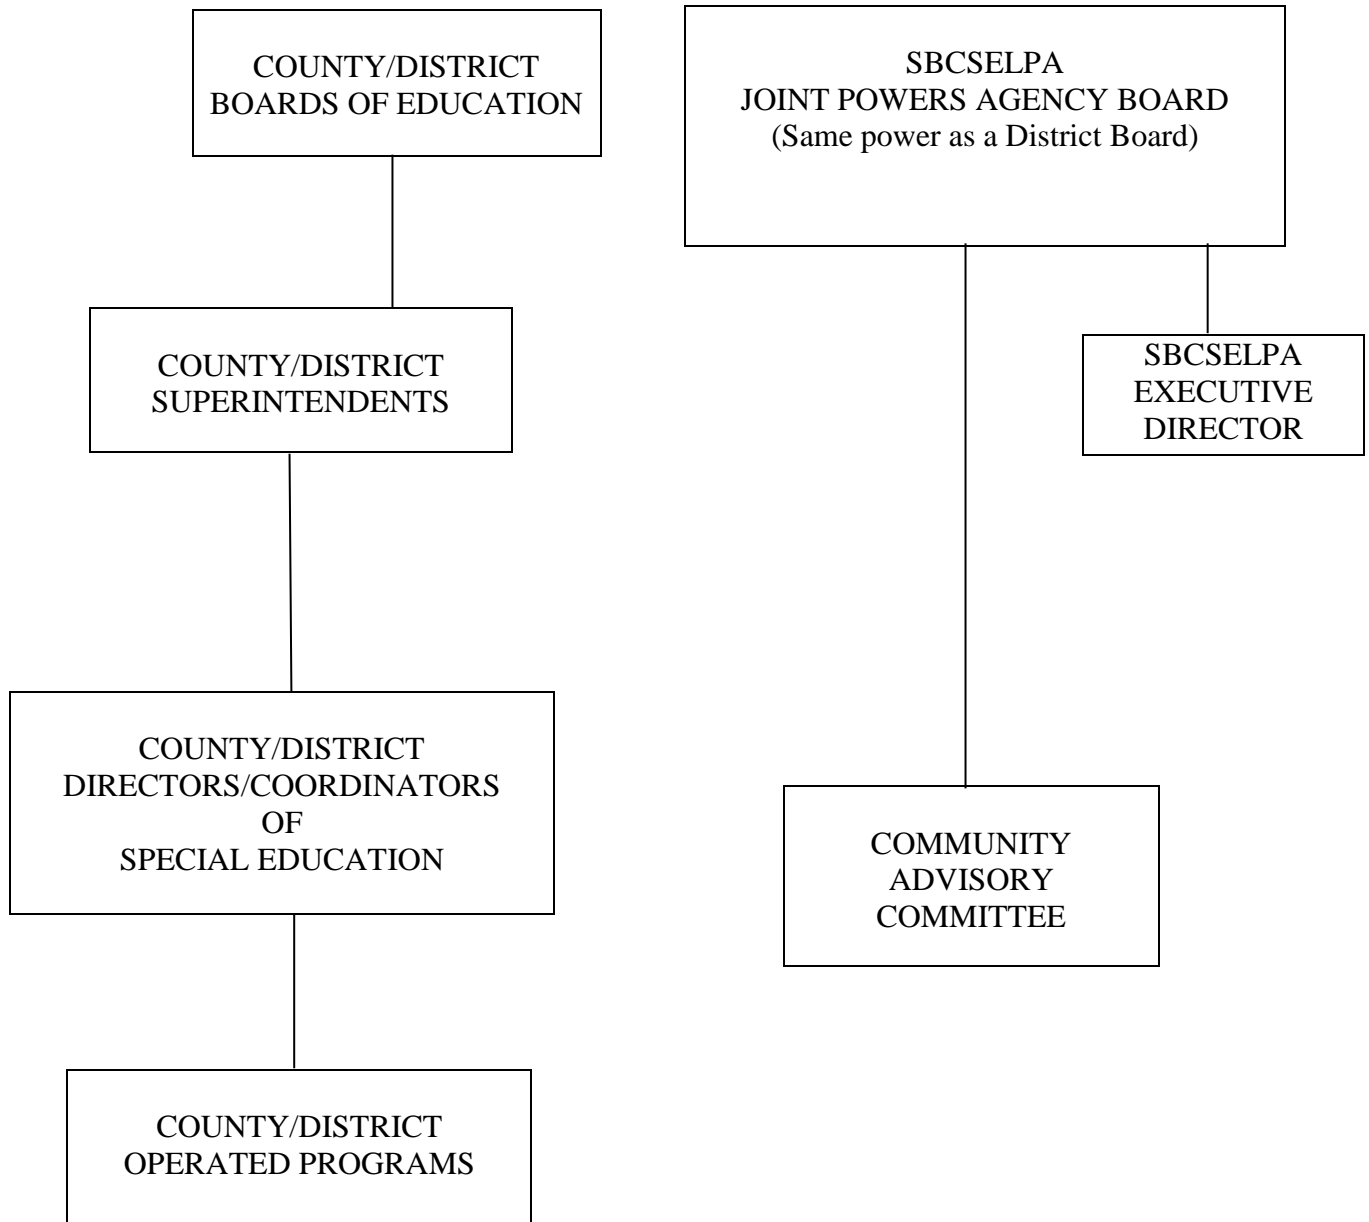 COUNTY/DISTRICT
BOARDS OF EDUCATION
SBCSELPA
JOINT POWERS AGENCY BOARD
(Same power as a District Board)
COUNTY/DISTRICT
SUPERINTENDENTS
SBCSELPA
EXECUTIVE
DIRECTOR
COUNTY/DISTRICT
DIRECTORS/COORDINATORS
OF
SPECIAL EDUCATION
COMMUNITY
ADVISORY
COMMITTEE
COUNTY/DISTRICT
OPERATED PROGRAMS